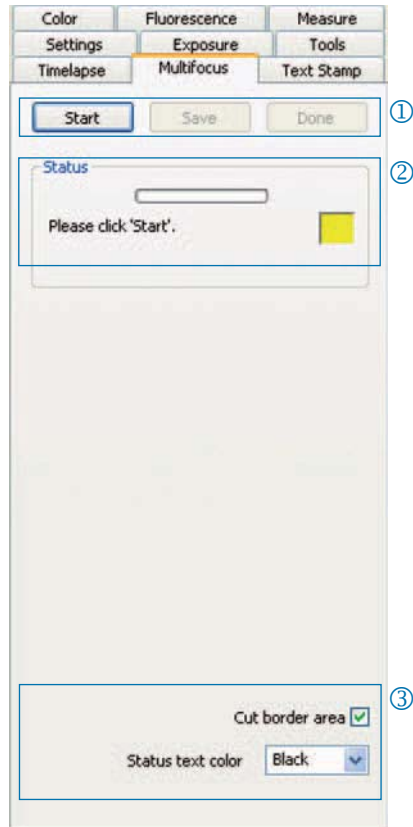 Color Fluorescence Measure
Settings Exposure Tools
Timelapse Multifocus Text Stamp
Start Save Done ①
Status ②
Please click 'Start'.
③
Cut border area
Status text color Black